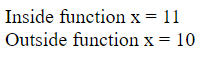 Inside function x = 11
Outside function x = 10